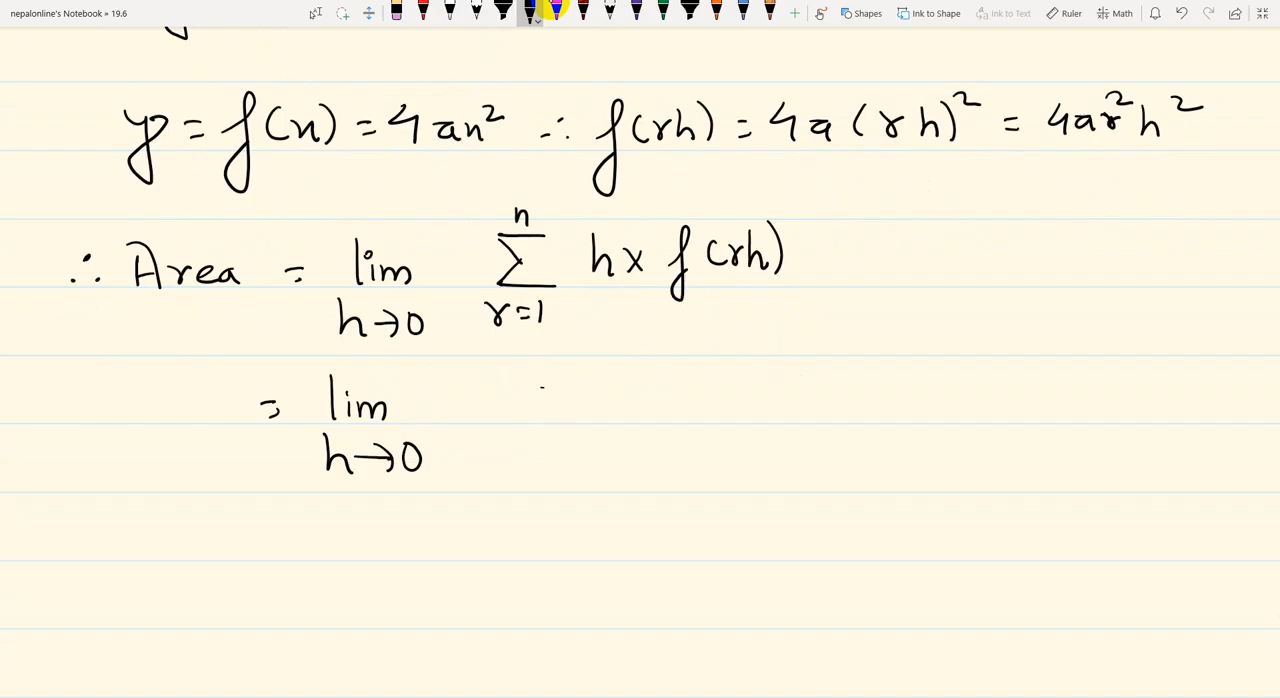 nepalonline's Notebook » 19.6 Shapes Ink to Shape Ink to Text Ruler Math
y = f(x) = 4ax² ∴ f(rh) = 4a(rh)² = 4ar²h²
∴ Area = lim h→0 ∑ r=1 n h × f(rh)
= lim h→0